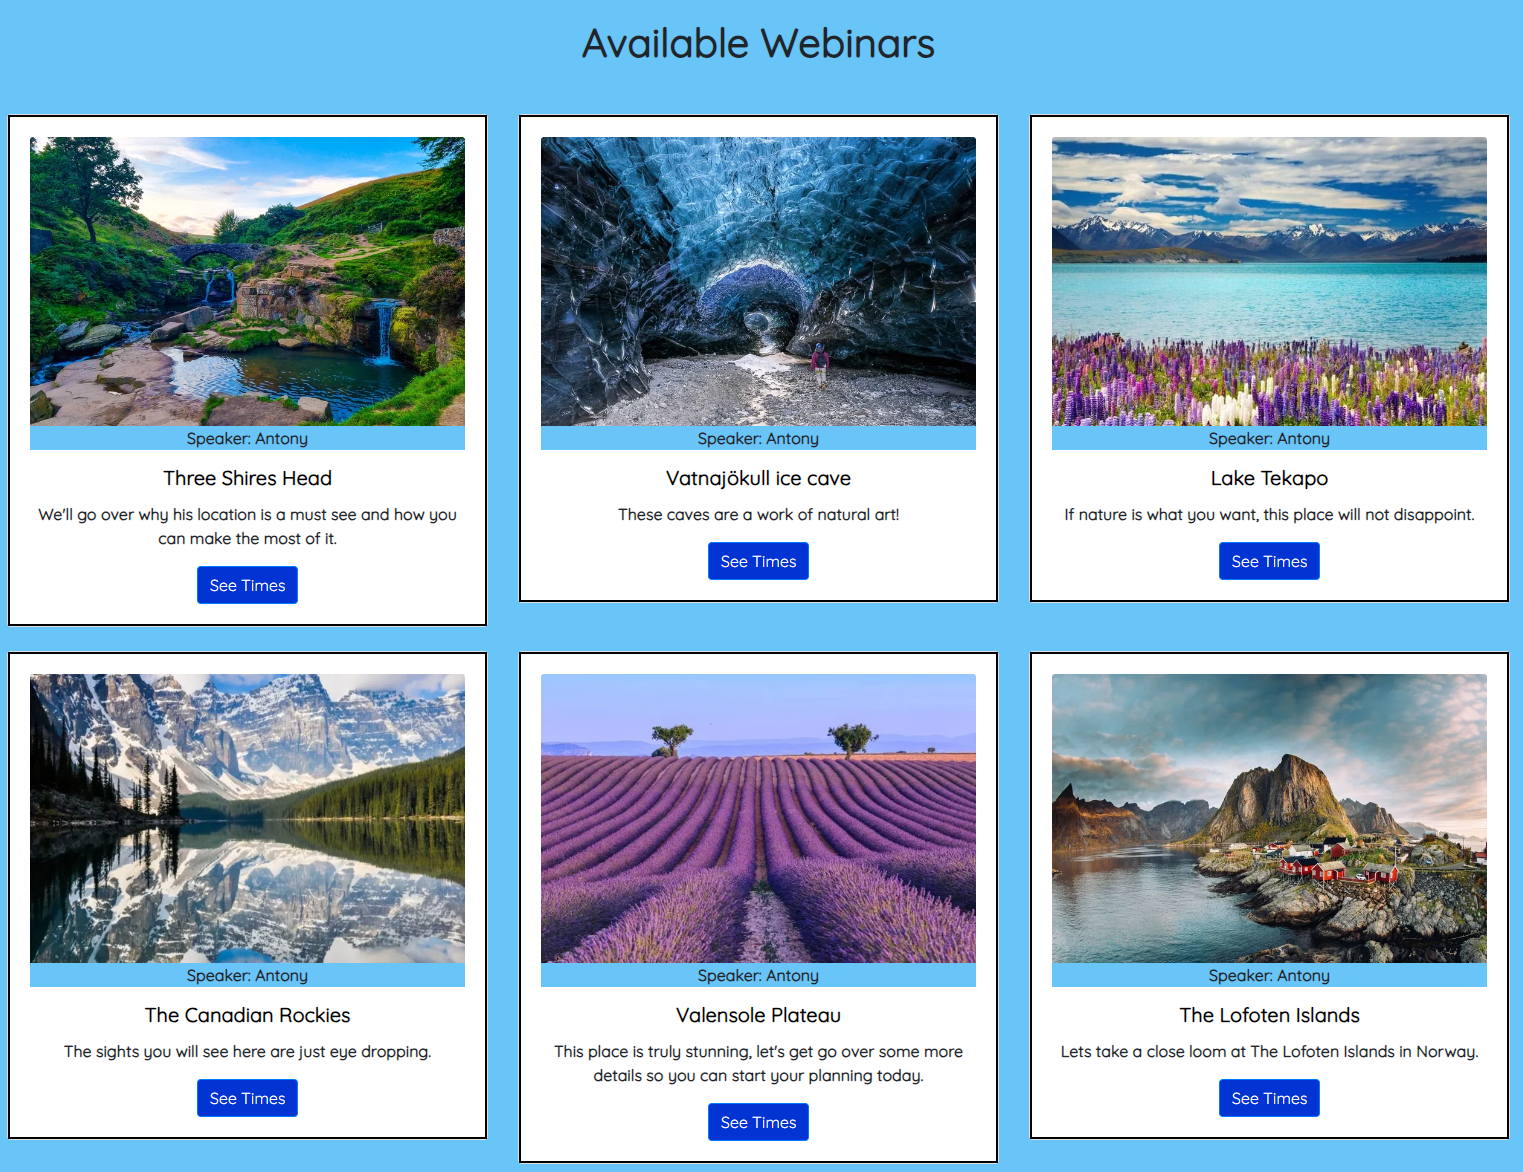 Available Webinars
Speaker: Antony
Three Shires Head
We'll go over why his location is a must see and how you
can make the most of it.
See Times
Speaker: Antony
Vatnajökull ice cave
These caves are a work of natural art!
See Times
Speaker: Antony
Lake Tekapo
If nature is what you want, this place will not disappoint.
See Times
Speaker: Antony
The Canadian Rockies
The sights you will see here are just eye dropping.
See Times
Speaker: Antony
Valensole Plateau
This place is truly stunning, let's get go over some more
details so you can start your planning today.
See Times
Speaker: Antony
The Lofoten Islands
Lets take a close loom at The Lofoten Islands in Norway.
See Times